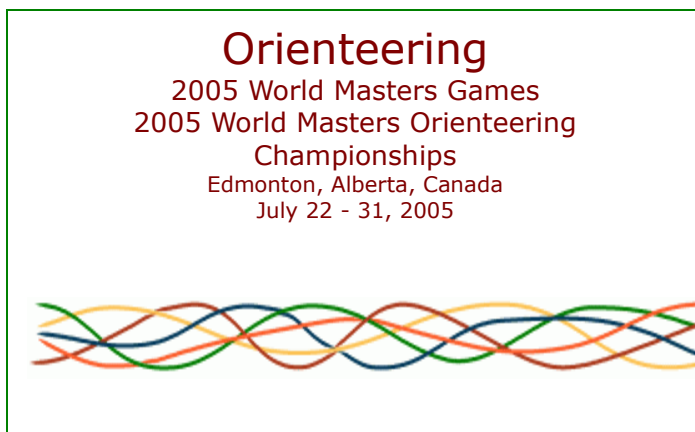 Orienteering
2005 World Masters Games
2005 World Masters Orienteering
Championships
Edmonton, Alberta, Canada
July 22 - 31, 2005